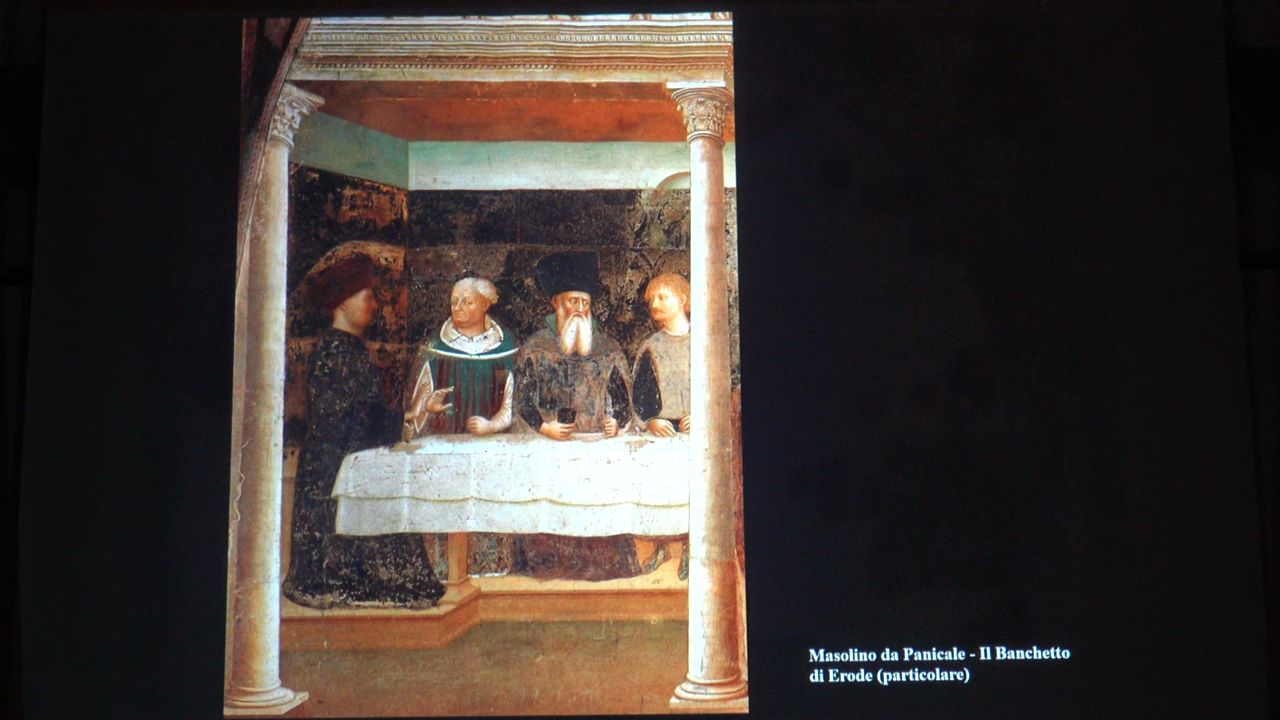 Masolino da Panicale - Il Banchetto
di Erode (particolare)